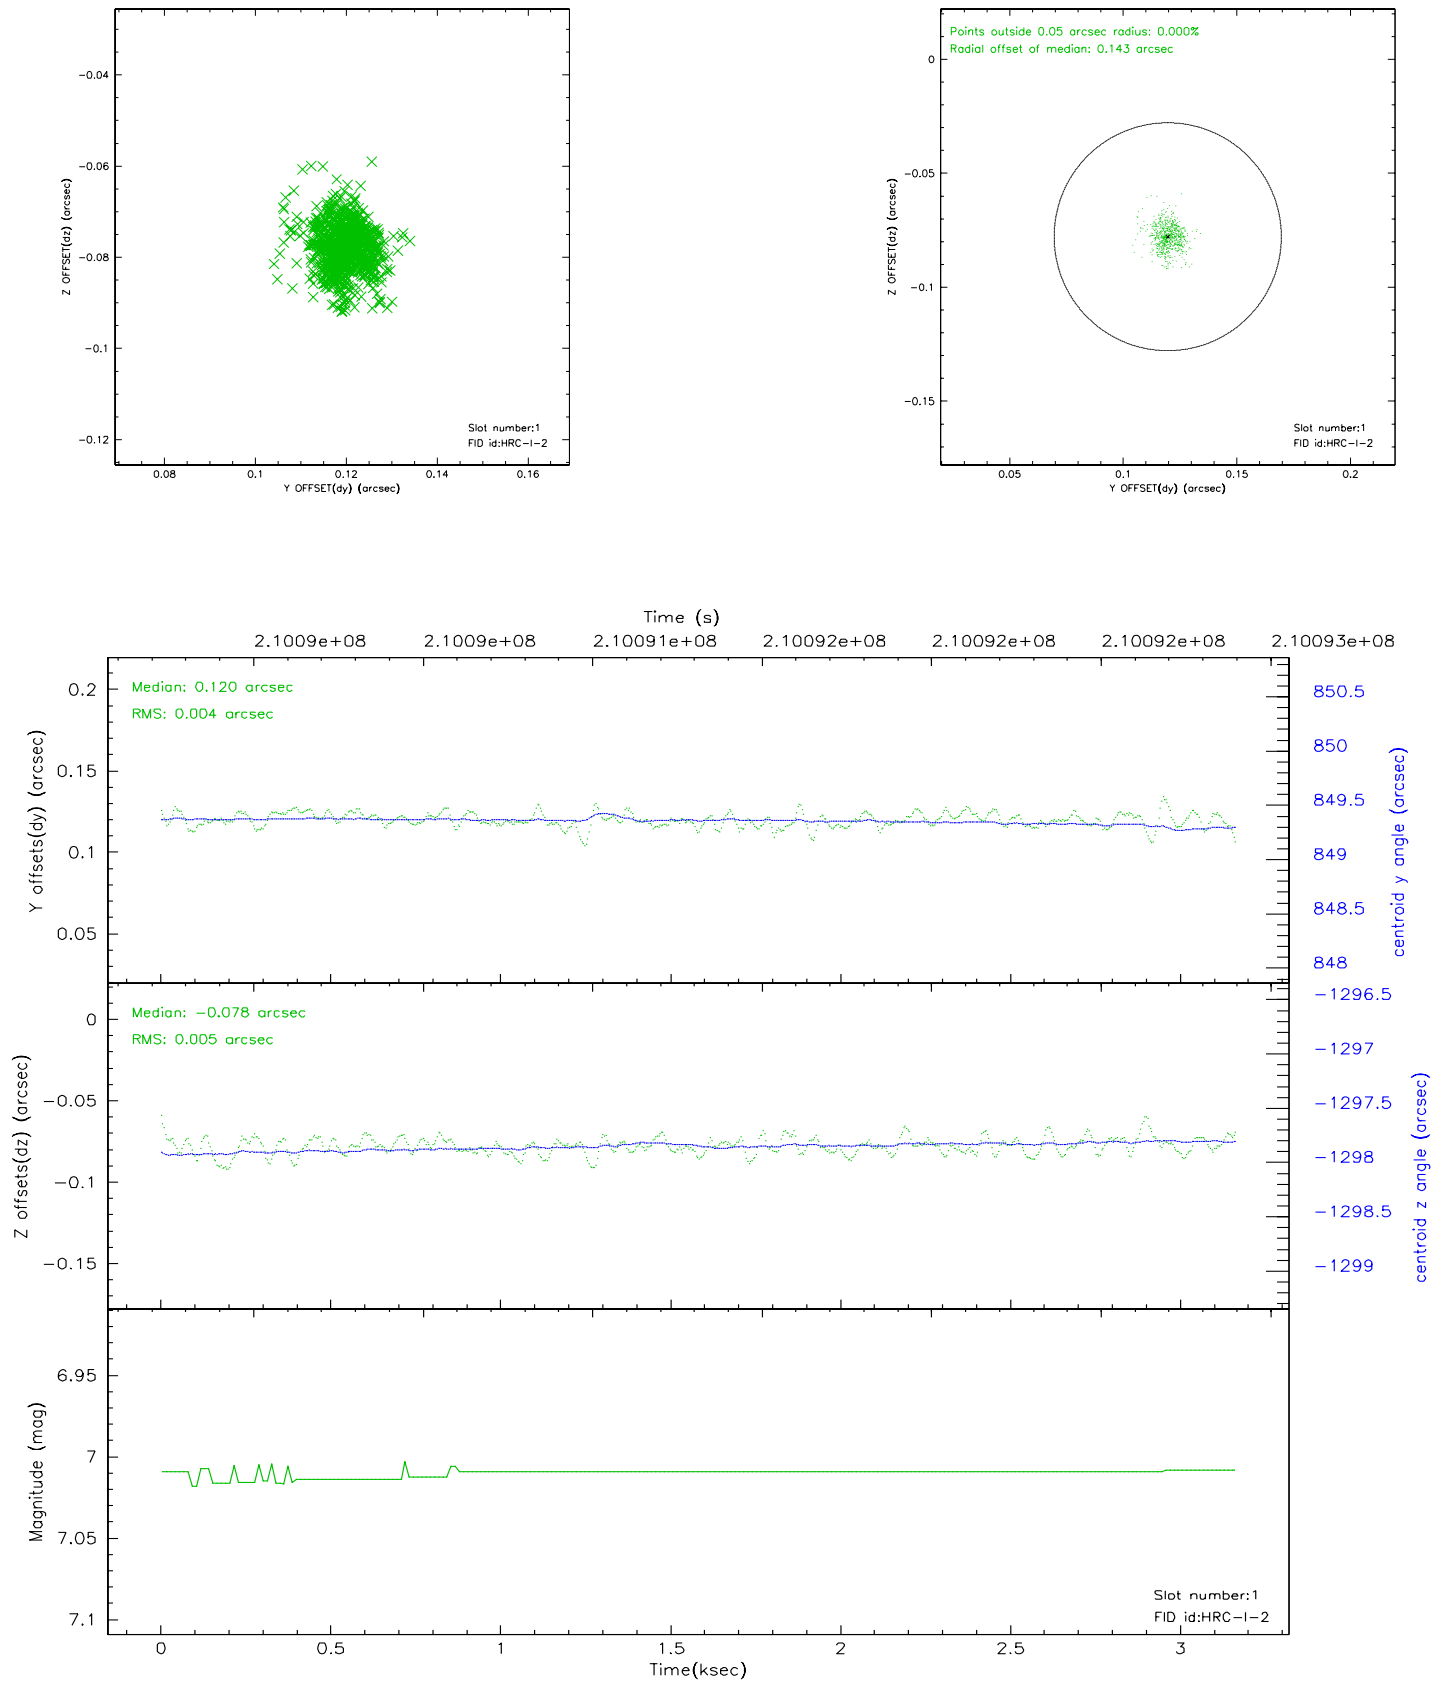 −0.04
−0.06
−0.08
−0.1
−0.12
Z OFFSET(dz) (arcsec)
Slot number:1
FID id:HRC−I−2
0.08 0.1 0.12 0.14 0.16
Y OFFSET(dy) (arcsec)
Points outside 0.05 arcsec radius: 0.000%
Radial offset of median: 0.143 arcsec
0
−0.05
−0.1
−0.15
Z OFFSET(dz) (arcsec)
Slot number:1
FID id:HRC−I−2
0.05 0.1 0.15 0.2
Y OFFSET(dy) (arcsec)
Time (s)
2.1009e+08 2.1009e+08 2.10091e+08 2.10092e+08 2.10092e+08 2.10092e+08 2.10093e+08
Median: 0.120 arcsec
RMS: 0.004 arcsec
0.2
0.15
0.1
0.05
Y offsets(dy) (arcsec)
850.5
850
849.5
849
848.5
848
centroid y angle (arcsec)
Median: −0.078 arcsec
RMS: 0.005 arcsec
0
−0.05
−0.1
−0.15
Z offsets(dz) (arcsec)
−1296.5
−1297
−1297.5
−1298
−1298.5
−1299
centroid z angle (arcsec)
6.95
7
7.05
7.1
Magnitude (mag)
Slot number:1
FID id:HRC−I−2
0 0.5 1 1.5 2 2.5 3
Time(ksec)